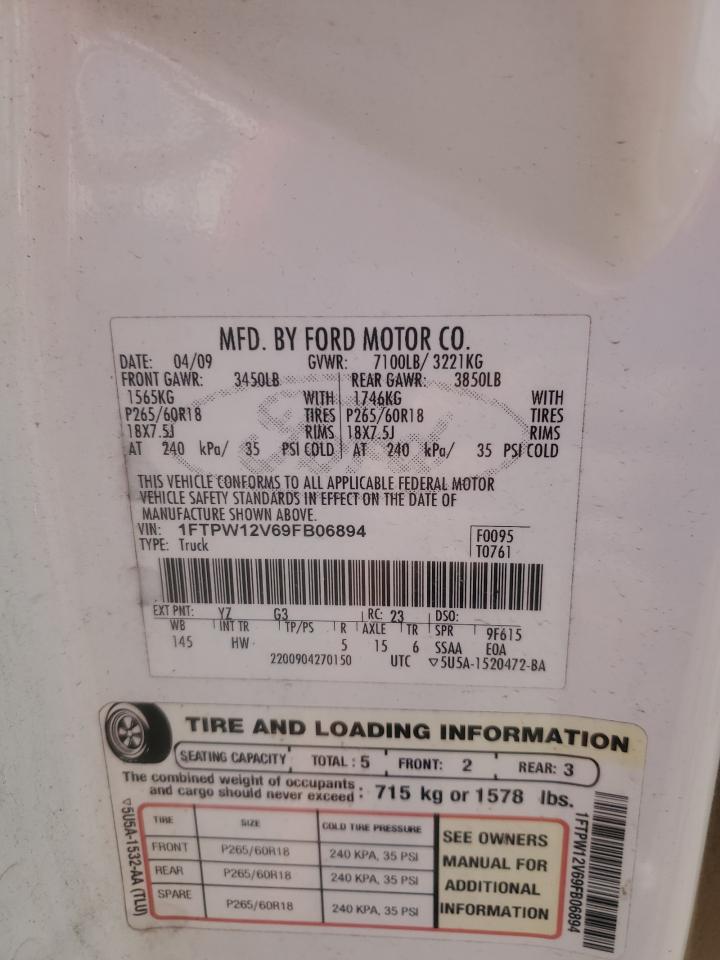 MFD. BY FORD MOTOR CO.
DATE: 04/09 GVWR: 7100LB/ 3221KG
FRONT GAWR: 3450LB REAR GAWR: 3850LB
1565KG WITH 1746KG WITH
P265/60R18 TIRES P265/60R18 TIRES
18X7.5J RIMS 18X7.5J RIMS
AT 240 kPa/ 35 PSI COLD AT 240 kPa/ 35 PSI COLD
Ford
THIS VEHICLE CONFORMS TO ALL APPLICABLE FEDERAL MOTOR
VEHICLE SAFETY STANDARDS IN EFFECT ON THE DATE OF
MANUFACTURE SHOWN ABOVE.
VIN: 1FTPW12V69FB06894 F0095
TYPE: Truck T0761
EXT PNT: YZ G3 RC: 23 DSO:
WB INT TR TP/PS R AXLE TR SPR 9F615
145 HW 5 15 6 SSAA E0A
2200904270150 UTC ▽5U5A-1520472-BA
TIRE AND LOADING INFORMATION
SEATING CAPACITY TOTAL : 5 FRONT: 2 REAR: 3
The combined weight of occupants
and cargo should never exceed : 715 kg or 1578 lbs.
TIRE SIZE COLD TIRE PRESSURE
FRONT P265/60R18 240 KPA, 35 PSI
REAR P265/60R18 240 KPA, 35 PSI
SPARE P265/60R18 240 KPA, 35 PSI
SEE OWNERS
MANUAL FOR
ADDITIONAL
INFORMATION
▽5U5A-1532-AA (TLU)
1FTPW12V69FB06894